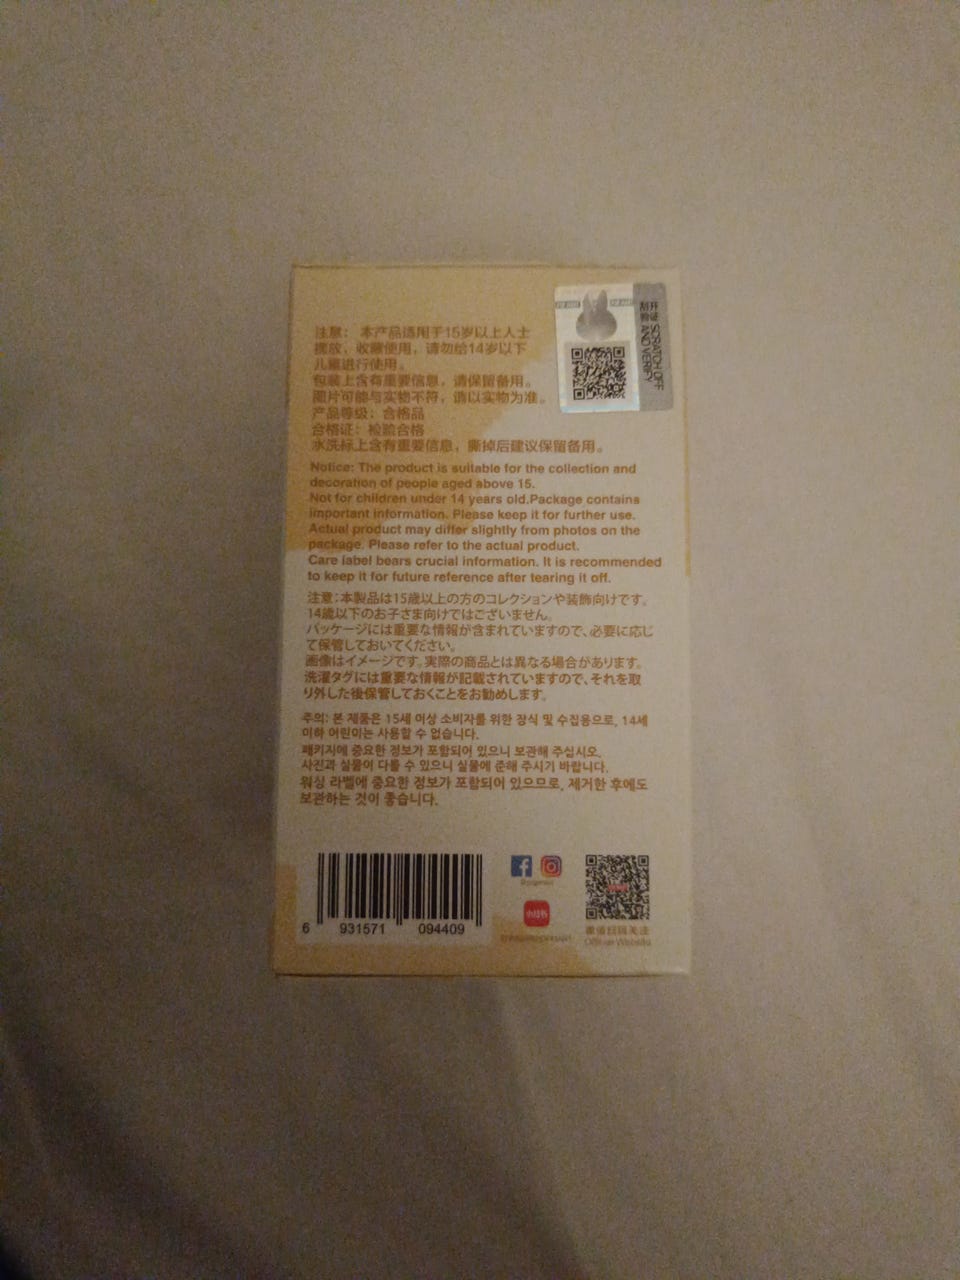 POP MART
POP MART
刮开
验证 SCRATCH OFF
AND VERIFY
注意： 本产品适用于15岁以上人士
摆放，收藏使用，请勿给14岁以下
儿童进行使用。
包装上含有重要信息，请保留备用。
图片可能与实物不符，请以实物为准。
产品等级：合格品
合格证：检验合格
水洗标上含有重要信息，撕掉后建议保留备用。
Notice: The product is suitable for the collection and
decoration of people aged above 15.
Not for children under 14 years old.Package contains
important information. Please keep it for further use.
Actual product may differ slightly from photos on the
package. Please refer to the actual product.
Care label bears crucial information. It is recommended
to keep it for future reference after tearing it off.
注意：本製品は15歳以上の方のコレクションや装飾向けです。
14歳以下のお子さま向けではございません。
パッケージには重要な情報が含まれていますので、必要に応じ
て保管しておいてください。
画像はイメージです。実際の商品とは異なる場合があります。
洗濯タグには重要な情報が記載されていますので、それを取
り外した後保管しておくことをお勧めします。
주의: 본 제품은 15세 이상 소비자를 위한 장식 및 수집용으로, 14세
이하 어린이는 사용할 수 없습니다.
패키지에 중요한 정보가 포함되어 있으니 보관해 주십시오.
사진과 실물이 다를 수 있으니 실물에 준해 주시기 바랍니다.
워싱 라벨에 중요한 정보가 포함되어 있으므로, 제거한 후에도
보관하는 것이 좋습니다.
6 931571 094409
小红书
Official Website